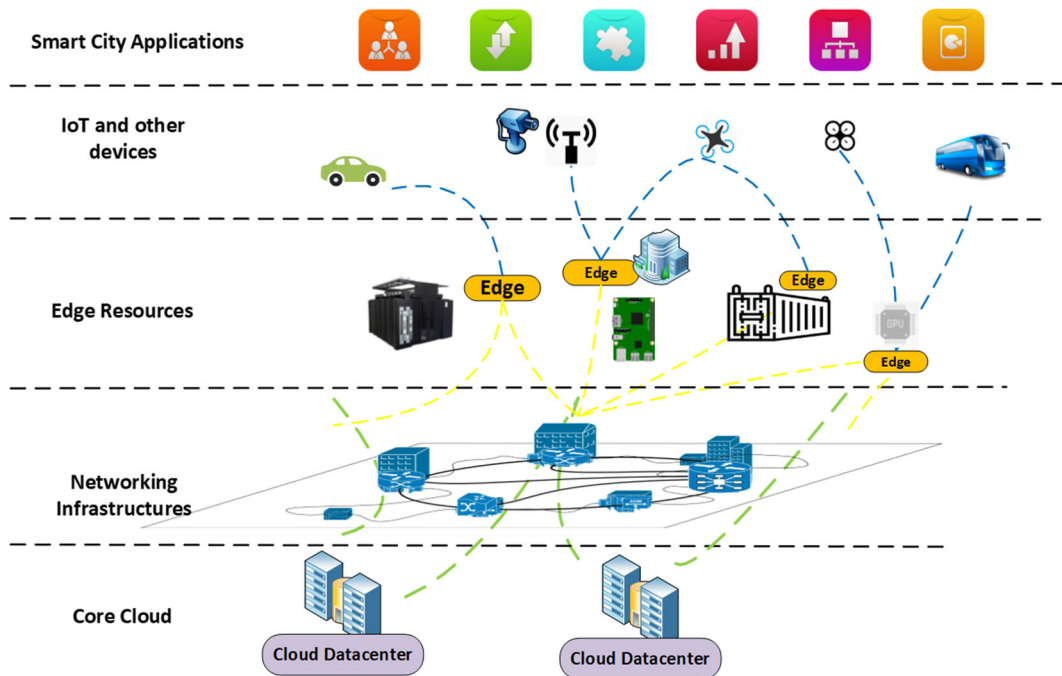 Smart City Applications
IoT and other
devices
Edge Resources
Edge
Edge
Edge
GPU
Edge
Networking
Infrastructures
Core Cloud
Cloud Datacenter
Cloud Datacenter